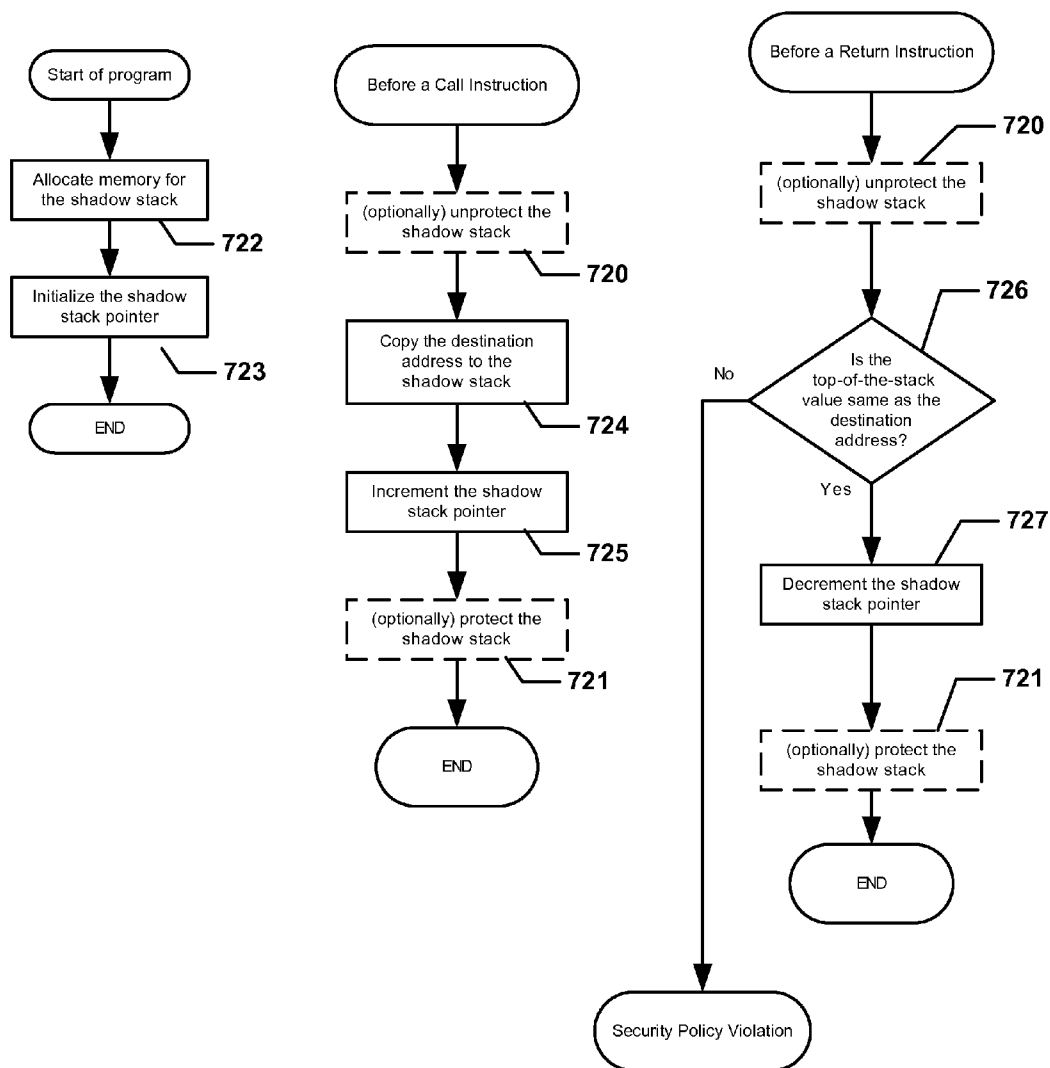 Start of program
Allocate memory for
the shadow stack
722
Initialize the shadow
stack pointer
723
END
Before a Call Instruction
(optionally) unprotect the
shadow stack
720
Copy the destination
address to the
shadow stack
724
Increment the shadow
stack pointer
725
(optionally) protect the
shadow stack
721
END
Before a Return Instruction
720
(optionally) unprotect the
shadow stack
726
Is the
top-of-the-stack
value same as the
destination
address?
No
Yes
727
Decrement the shadow
stack pointer
721
(optionally) protect the
shadow stack
END
Security Policy Violation